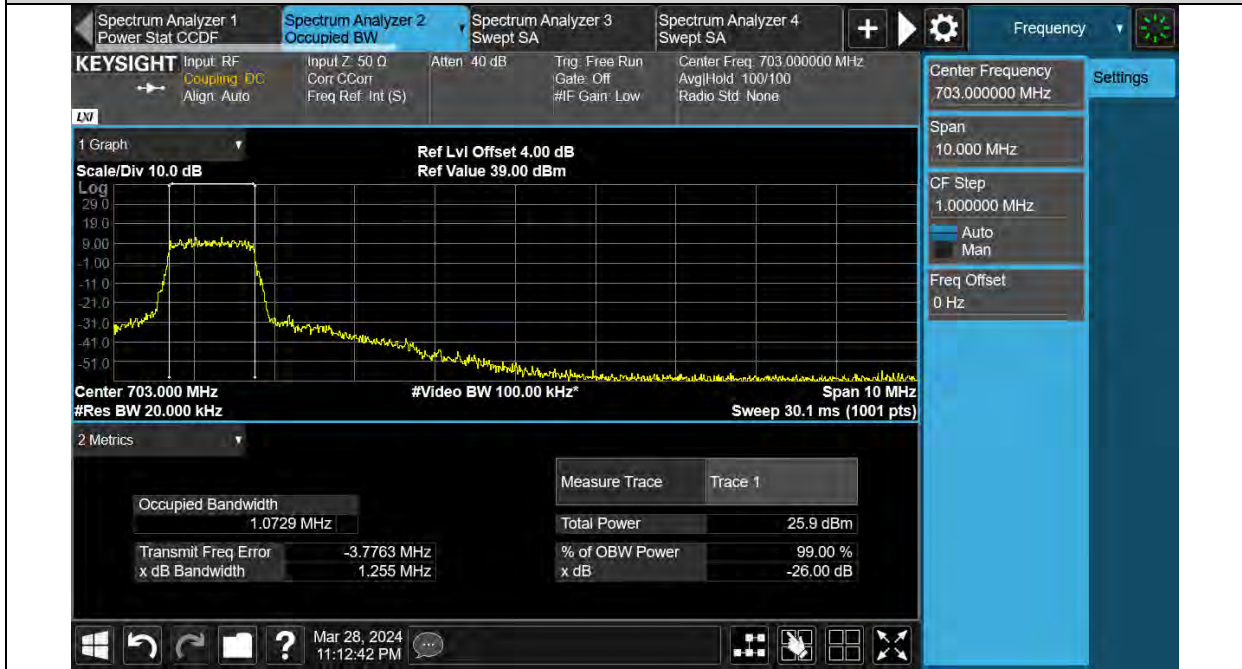 Spectrum Analyzer 1
Power Stat CCDF
Spectrum Analyzer 2
Occupied BW
Spectrum Analyzer 3
Swept SA
Spectrum Analyzer 4
Swept SA
+
Frequency
KEYSIGHT
Input: RF
Coupling: DC
Align: Auto
Input Z: 50 Ω
Corr CCorr
Freq Ref: Int (S)
Atten: 40 dB
Trig: Free Run
Gate: Off
#IF Gain: Low
Center Freq: 703.000000 MHz
Avg|Hold: 100/100
Radio Std: None
LXI
Center Frequency
703.000000 MHz
Settings
Span
10.000 MHz
CF Step
1.000000 MHz
Auto
Man
Freq Offset
0 Hz
1 Graph
Scale/Div 10.0 dB
Ref Lvl Offset 4.00 dB
Ref Value 39.00 dBm
Log
29.0
19.0
9.00
-1.00
-11.0
-21.0
-31.0
-41.0
-51.0
Center 703.000 MHz
#Video BW 100.00 kHz*
Span 10 MHz
#Res BW 20.000 kHz
Sweep 30.1 ms (1001 pts)
2 Metrics
Measure Trace Trace 1
Occupied Bandwidth
1.0729 MHz
Total Power 25.9 dBm
Transmit Freq Error -3.7763 MHz
% of OBW Power 99.00 %
x dB Bandwidth 1.255 MHz
x dB -26.00 dB
?
Mar 28, 2024
11:12:42 PM